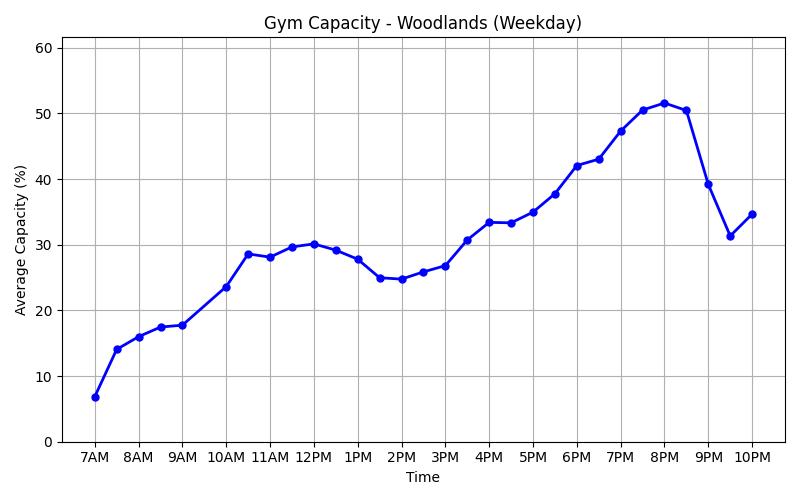 Gym Capacity - Woodlands (Weekday)
60
50
40
30
20
10
0
Average Capacity (%)
7AM 8AM 9AM 10AM 11AM 12PM 1PM 2PM 3PM 4PM 5PM 6PM 7PM 8PM 9PM 10PM
Time